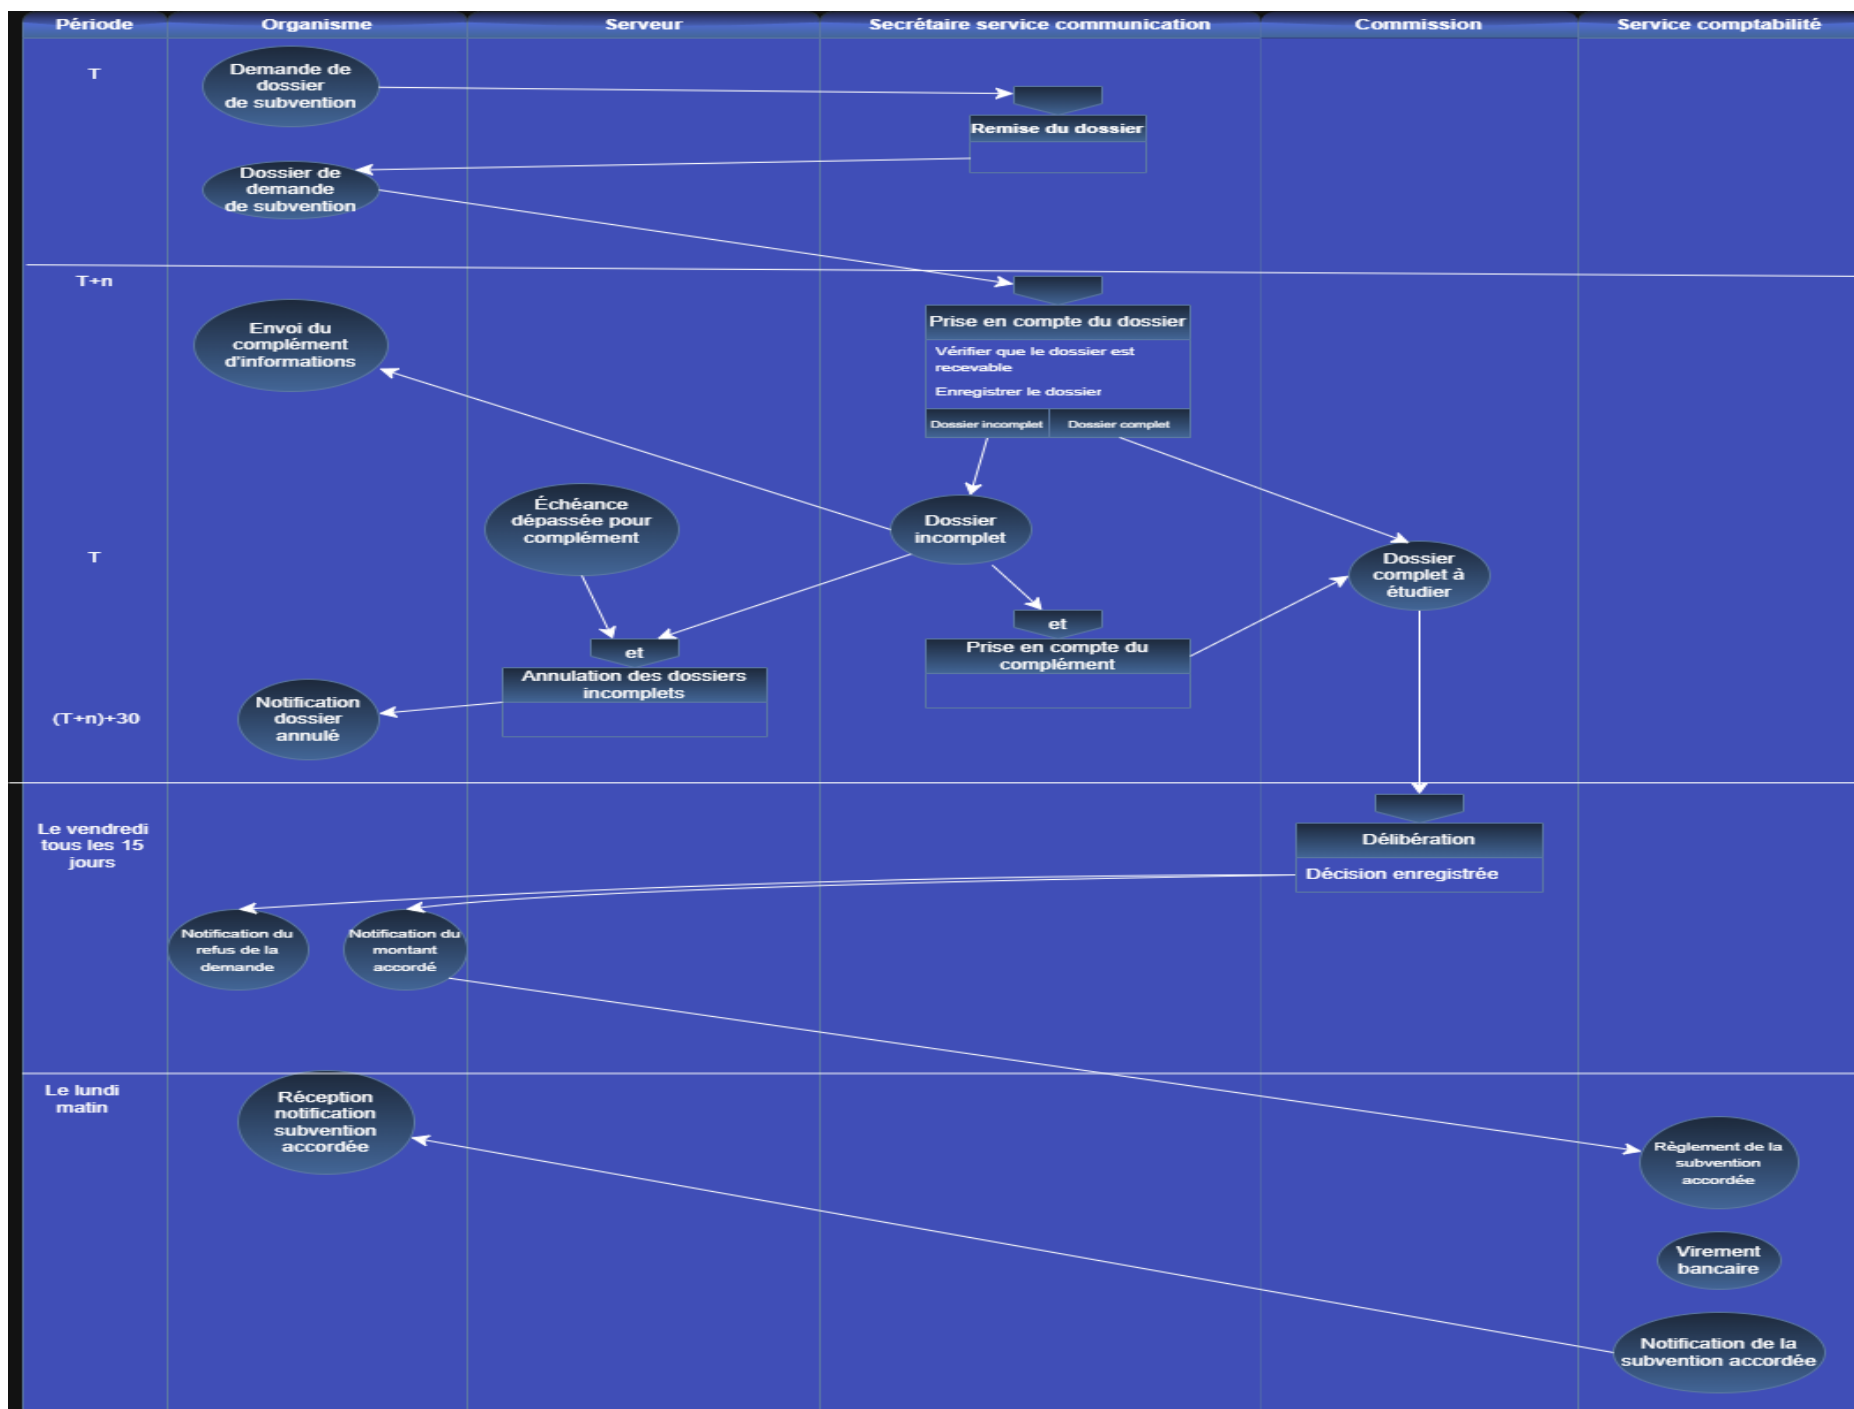 Période
Organisme
Serveur
Secrétaire service communication
Commission
Service comptabilité
T
Demande de
dossier
de subvention
Remise du dossier
Dossier de
demande
de subvention
T+n
Envoi du
complément
d'informations
Prise en compte du dossier
Vérifier que le dossier est
recevable
Enregistrer le dossier
Dossier incomplet
Dossier complet
Échéance
dépassée pour
complément
Dossier
incomplet
T
Dossier
complet à
étudier
et
Prise en compte du
complément
et
Annulation des dossiers
incomplets
Notification
dossier
annulé
(T+n)+30
Le vendredi
tous les 15
jours
Délibération
Décision enregistrée
Notification du
refus de la
demande
Notification du
montant
accordé
Le lundi
matin
Réception
notification
subvention
accordée
Règlement de la
subvention
accordée
Virement
bancaire
Notification de la
subvention accordée